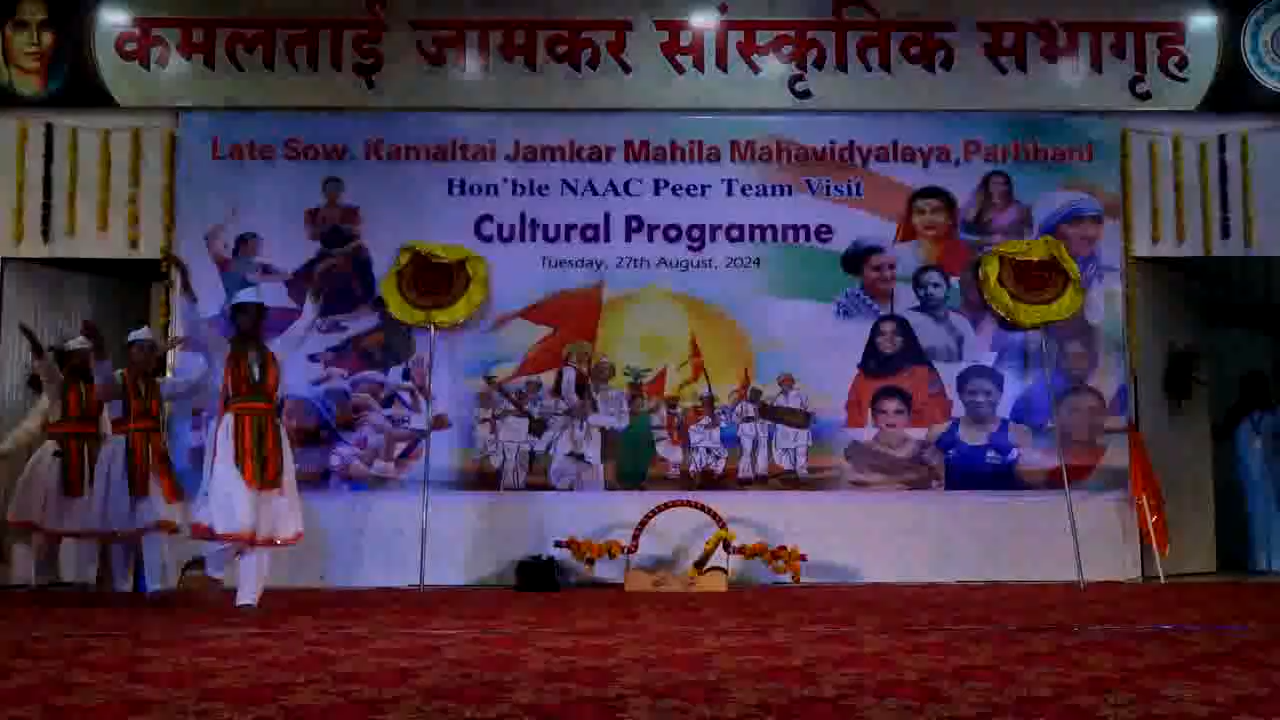 कमलताई जामकर सांस्कृतिक सभागृह
Late Sow. Kamaltai Jamkar Mahila Mahavidyalaya, Parbhani
Hon'ble NAAC Peer Team Visit
Cultural Programme
Tuesday, 27th August, 2024